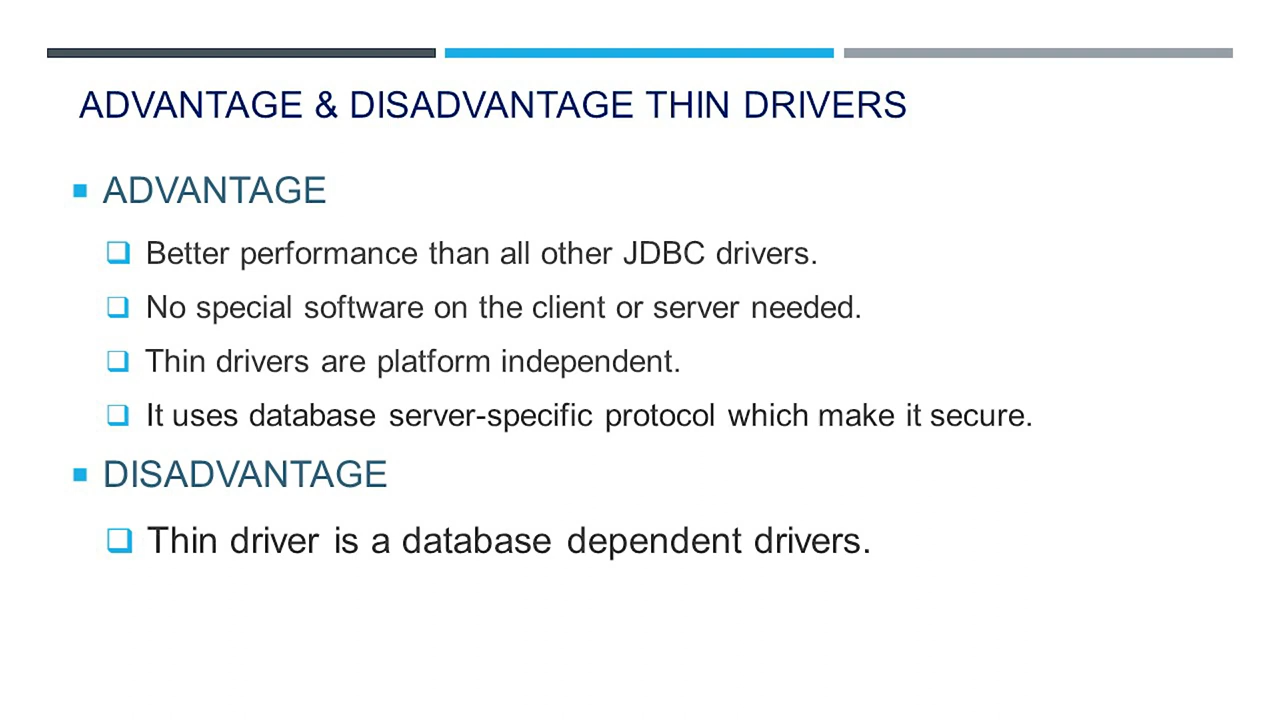 ADVANTAGE & DISADVANTAGE THIN DRIVERS
ADVANTAGE
Better performance than all other JDBC drivers.
No special software on the client or server needed.
Thin drivers are platform independent.
It uses database server-specific protocol which make it secure.
DISADVANTAGE
Thin driver is a database dependent drivers.